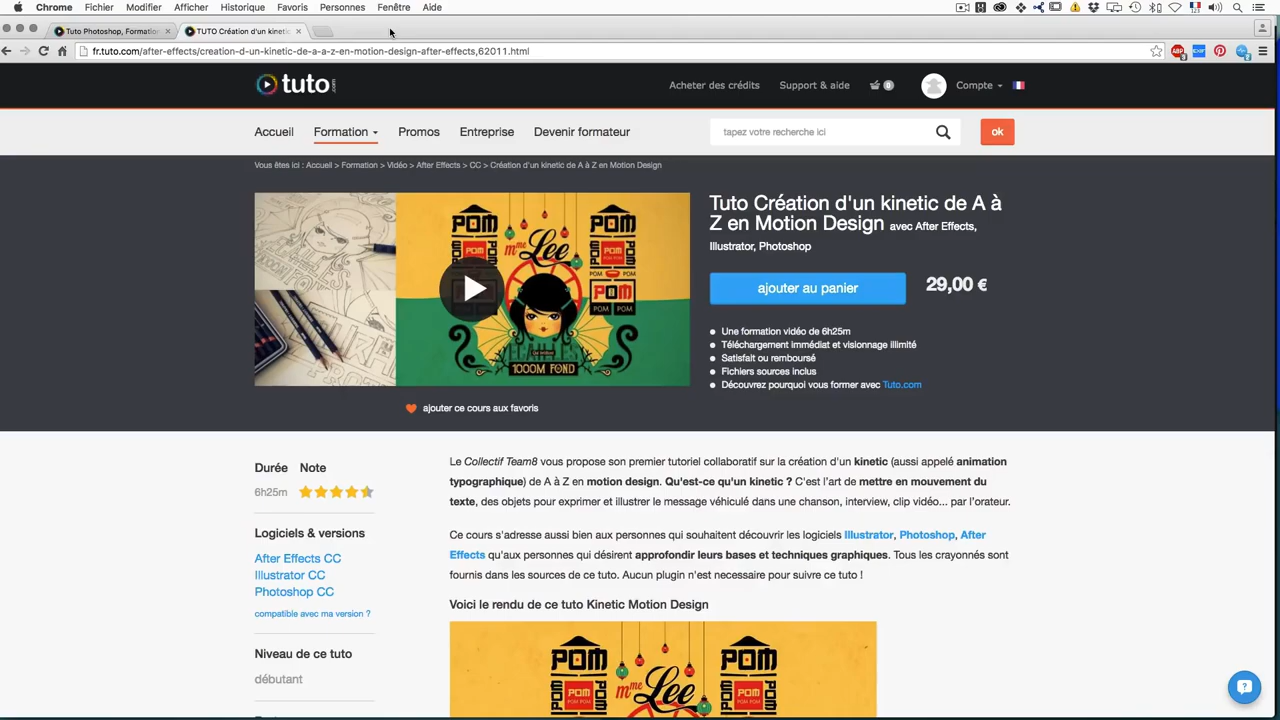 Chrome Fichier Modifier Afficher Historique Favoris Personnes Fenêtre Aide
Tuto Photoshop, Formation
TUTO Création d'un kinetic
fr.tuto.com/after-effects/creation-d-un-kinetic-de-a-a-z-en-motion-design-after-effects,62011.html
tuto.com
Acheter des crédits Support & aide 0 Compte
Accueil Formation Promos Entreprise Devenir formateur tapez votre recherche ici ok
Vous êtes ici : Accueil > Formation > Vidéo > After Effects > CC > Création d'un kinetic de A à Z en Motion Design
POM mme Lee POM
POM POM
POM POM
1000M FOND
Tuto Création d'un kinetic de A à
Z en Motion Design avec After Effects,
Illustrator, Photoshop
ajouter au panier 29,00 €
Une formation vidéo de 6h25m
Téléchargement immédiat et visionnage illimité
Satisfait ou remboursé
Fichiers sources inclus
Découvrez pourquoi vous former avec Tuto.com
ajouter ce cours aux favoris
Durée Note
6h25m
Logiciels & versions
After Effects CC
Illustrator CC
Photoshop CC
compatible avec ma version ?
Niveau de ce tuto
débutant
Le Collectif Team8 vous propose son premier tutoriel collaboratif sur la création d'un kinetic (aussi appelé animation
typographique) de A à Z en motion design. Qu'est-ce qu'un kinetic ? C'est l'art de mettre en mouvement du
texte, des objets pour exprimer et illustrer le message véhiculé dans une chanson, interview, clip vidéo... par l'orateur.
Ce cours s'adresse aussi bien aux personnes qui souhaitent découvrir les logiciels Illustrator, Photoshop, After
Effects qu'aux personnes qui désirent approfondir leurs bases et techniques graphiques. Tous les crayonnés sont
fournis dans les sources de ce tuto. Aucun plugin n'est necessaire pour suivre ce tuto !
Voici le rendu de ce tuto Kinetic Motion Design
POM mme Lee POM
POM POM